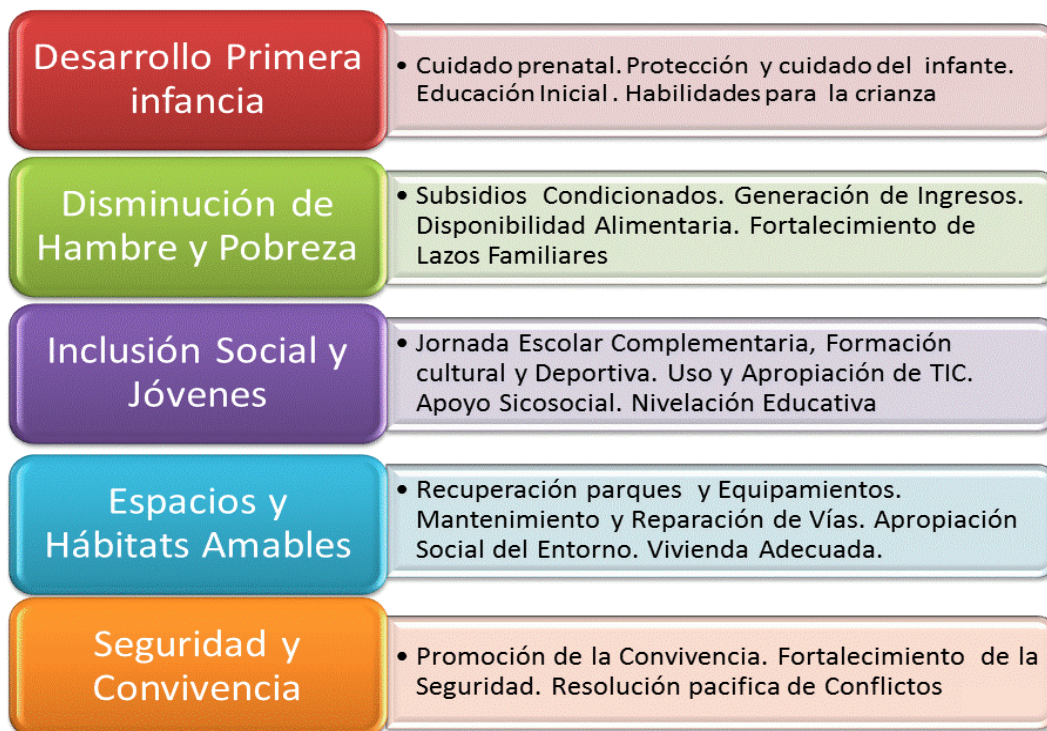 Desarrollo Primera
infancia
• Cuidado prenatal. Protección y cuidado del infante.
Educación Inicial . Habilidades para la crianza
Disminución de
Hambre y Pobreza
• Subsidios Condicionados. Generación de Ingresos.
Disponibilidad Alimentaria. Fortalecimiento de
Lazos Familiares
Inclusión Social y
Jóvenes
• Jornada Escolar Complementaria, Formación
cultural y Deportiva. Uso y Apropiación de TIC.
Apoyo Sicosocial. Nivelación Educativa
Espacios y
Hábitats Amables
• Recuperación parques y Equipamientos.
Mantenimiento y Reparación de Vías. Apropiación
Social del Entorno. Vivienda Adecuada.
Seguridad y
Convivencia
• Promoción de la Convivencia. Fortalecimiento de la
Seguridad. Resolución pacifica de Conflictos